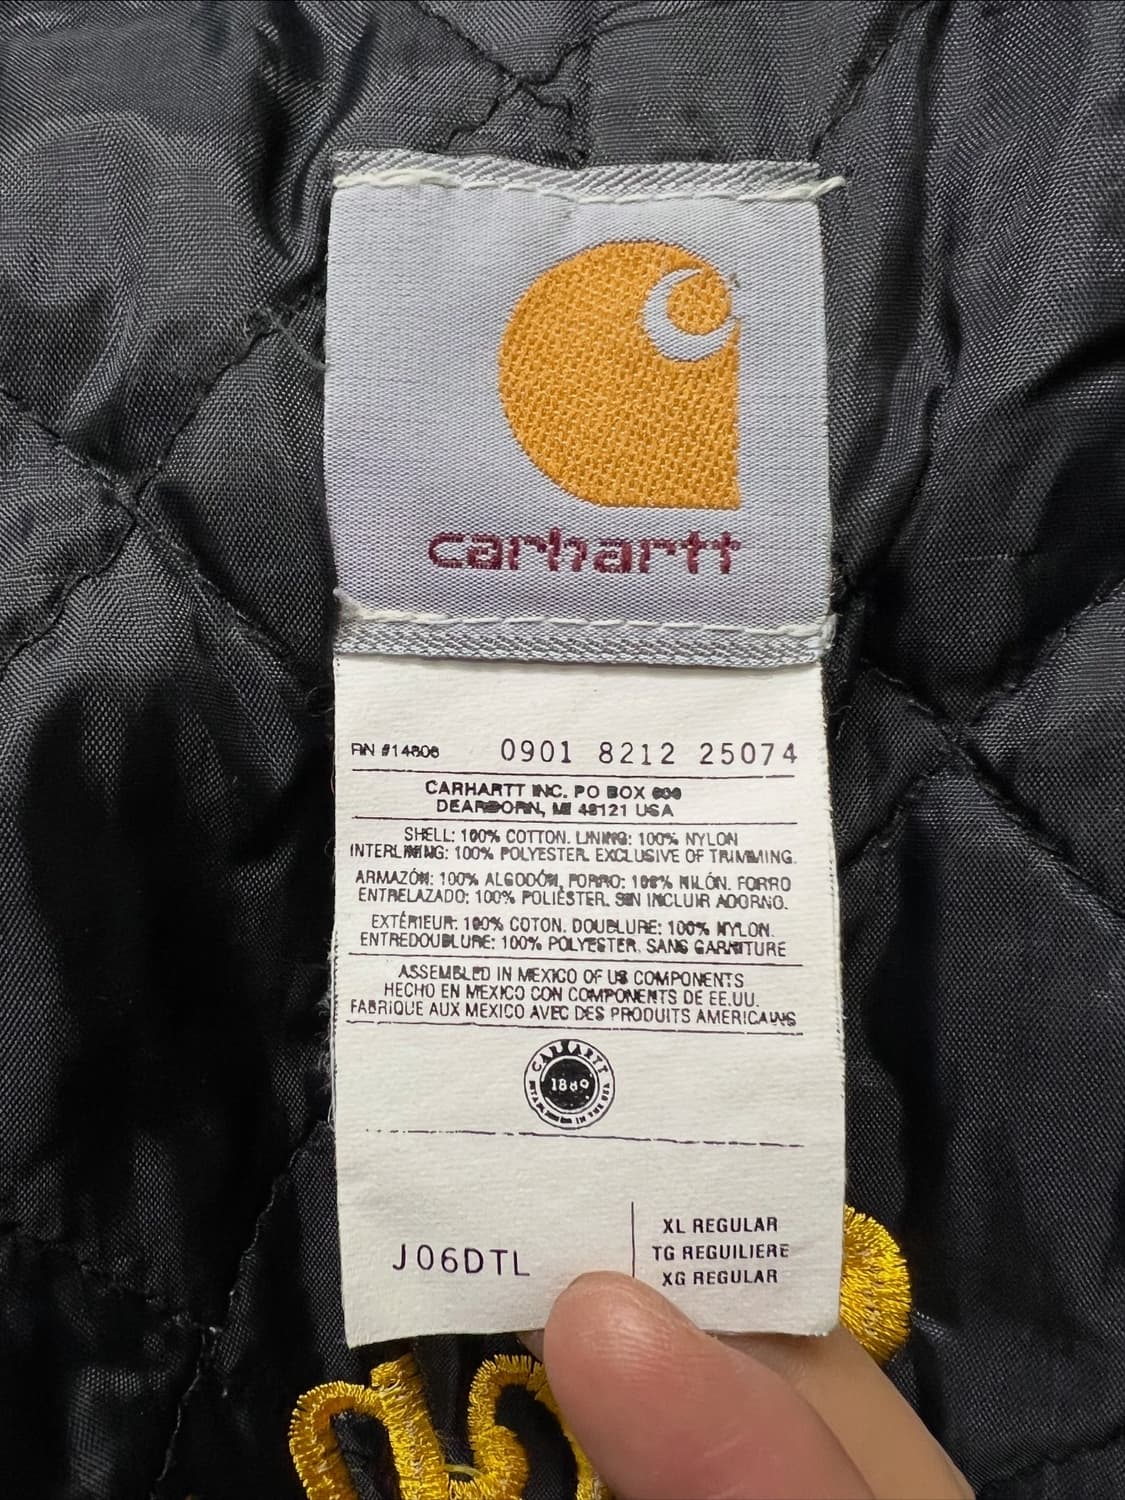 carhartt
RN #14806 0901 8212 25074
CARHARTT INC. PO BOX 600
DEARBORN, MI 48121 USA
SHELL: 100% COTTON. LINING: 100% NYLON
INTERLINING: 100% POLYESTER. EXCLUSIVE OF TRIMMING.
ARMAZÓN: 100% ALGODÓN, FORRO: 100% NILÓN. FORRO
ENTRELAZADO: 100% POLIÉSTER. SIN INCLUIR ADORNO.
EXTÉRIEUR: 100% COTON. DOUBLURE: 100% NYLON.
ENTREDOUBLURE: 100% POLYESTER. SANS GARNITURE
ASSEMBLED IN MEXICO OF US COMPONENTS
HECHO EN MEXICO CON COMPONENTS DE EE.UU.
FABRIQUE AUX MEXICO AVEC DES PRODUITS AMERICAINS
CARHARTT
1889
IN THE USA
J06DTL
XL REGULAR
TG REGUILIERE
XG REGULAR